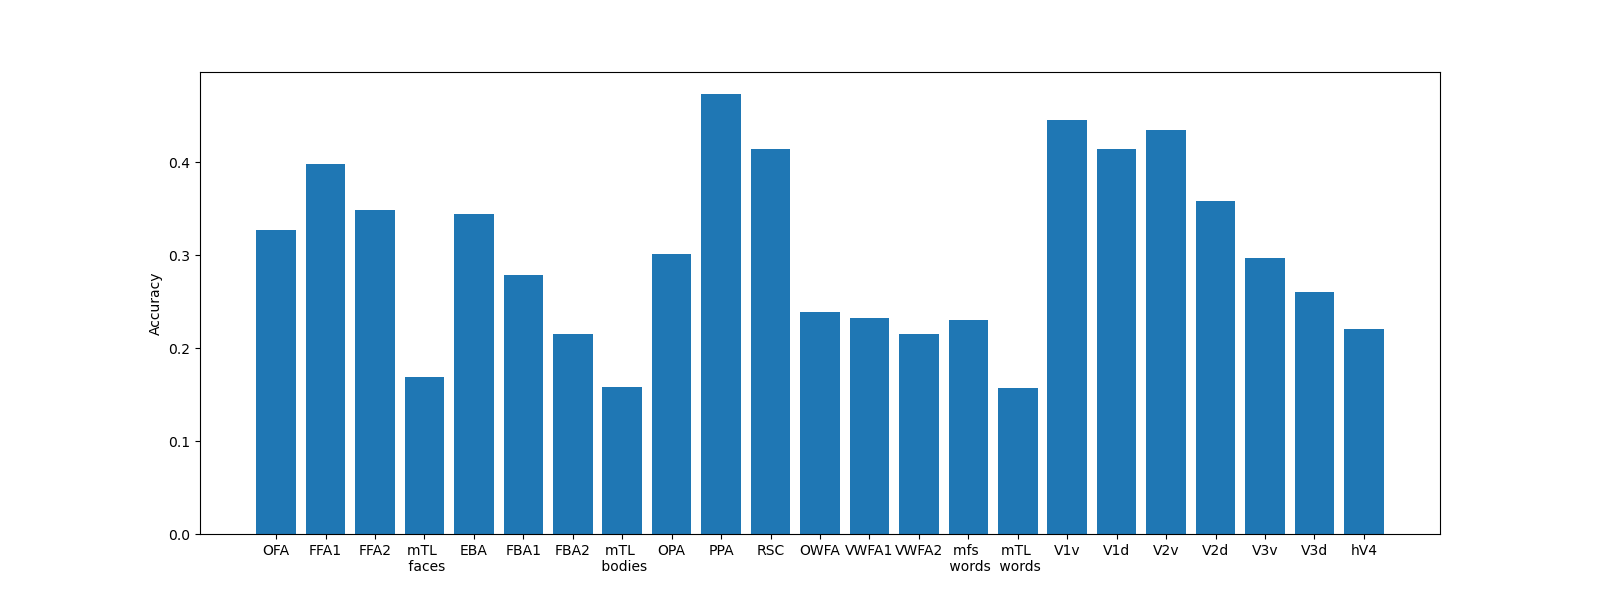 Accuracy
0.4
0.3
0.2
0.1
0.0
OFA FFA1 FFA2 mTL EBA FBA1 FBA2 mTL OPA PPA RSC OWFA VWFA1 VWFA2 mfs mTL V1v V1d V2v V2d V3v V3d hV4
faces bodies words words